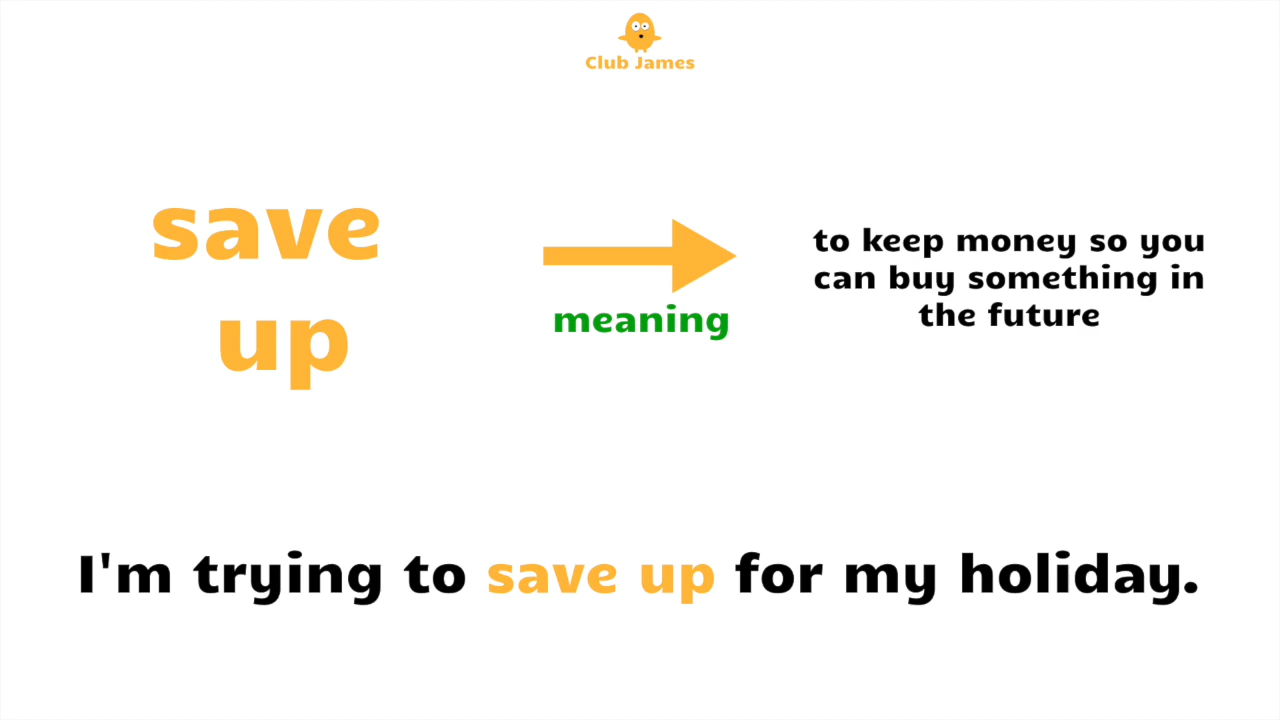 Club James
save
up
meaning
to keep money so you
can buy something in
the future
I'm trying to save up for my holiday.